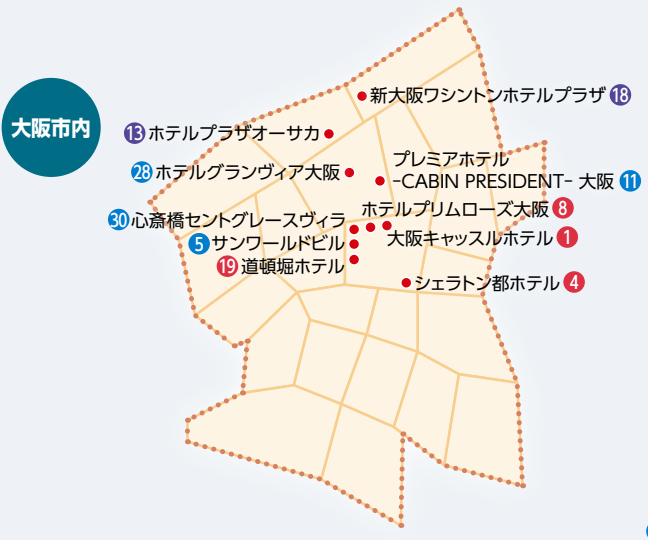 大阪市内
新大阪ワシントンホテルプラザ 18
13 ホテルプラザオーサカ
28 ホテルグランヴィア大阪
プレミアホテル
-CABIN PRESIDENT- 大阪 11
ホテルプリムローズ大阪 8
30 心斎橋セントグレースヴィラ
大阪キャッスルホテル 1
5 サンワールドビル
19 道頓堀ホテル
シェラトン都ホテル 4